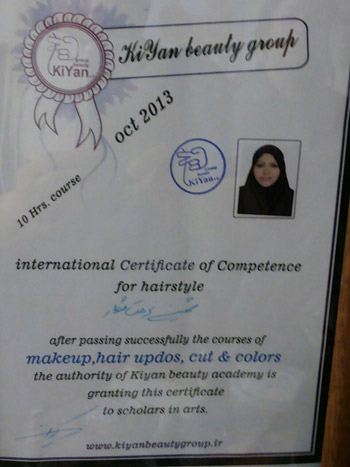 group
beauty
KiYan
KiYan beauty group
oct 2013
10 Hrs. course
KiYan
international Certificate of Competence
for hairstyle
after passing successfully the courses of
makeup,hair updos, cut & colors
the authority of Kiyan beauty academy is
granting this certificate
to scholars in arts.
www.kiyanbeautygroup.ir